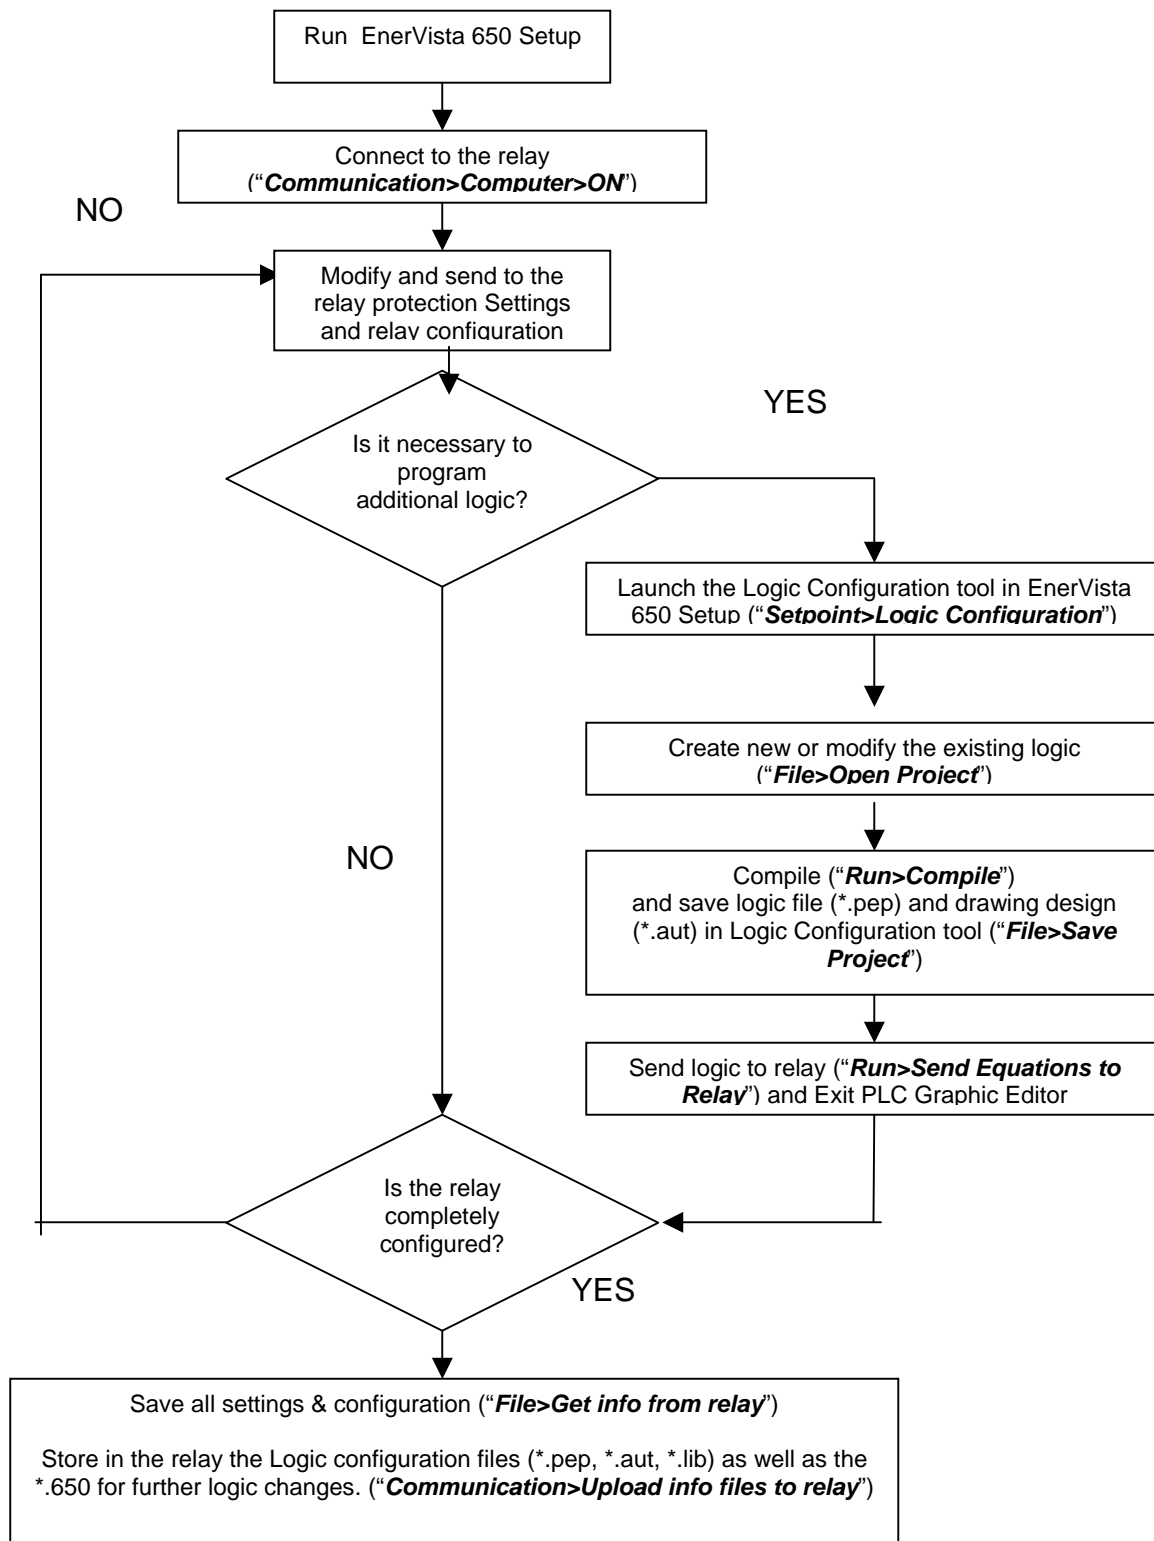 Run  EnerVista 650 Setup
Connect to the relay
(“Communication>Computer>ON”)
NO
Modify and send to the
relay protection Settings
and relay configuration
YES
Is it necessary to
program
additional logic?
Launch the Logic Configuration tool in EnerVista
650 Setup (“Setpoint>Logic Configuration”)
Create new or modify the existing logic
(“File>Open Project”)
NO
Compile (“Run>Compile”)
and save logic file (*.pep) and drawing design
(*.aut) in Logic Configuration tool (“File>Save
Project”)
Send logic to relay (“Run>Send Equations to
Relay”) and Exit PLC Graphic Editor
Is the relay
completely
configured?
YES
Save all settings & configuration (“File>Get info from relay”)
Store in the relay the Logic configuration files (*.pep, *.aut, *.lib) as well as the
*.650 for further logic changes. (“Communication>Upload info files to relay”)